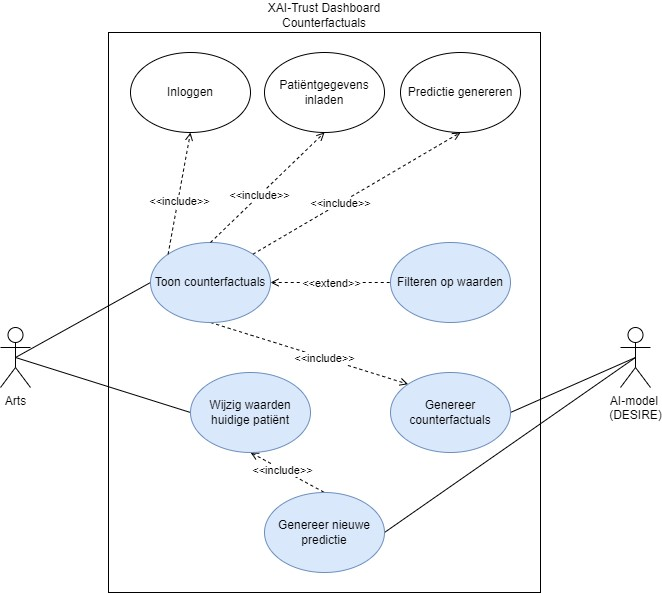 XAI-Trust Dashboard
Counterfactuals
Inloggen
Patiëntgegevens
inladen
Predictie genereren
<<include>>
<<include>>
<<include>>
Toon counterfactuals
<<extend>>
Filteren op waarden
<<include>>
Arts
Wijzig waarden
huidige patiënt
Genereer
counterfactuals
AI-model
(DESIRE)
<<include>>
Genereer nieuwe
predictie